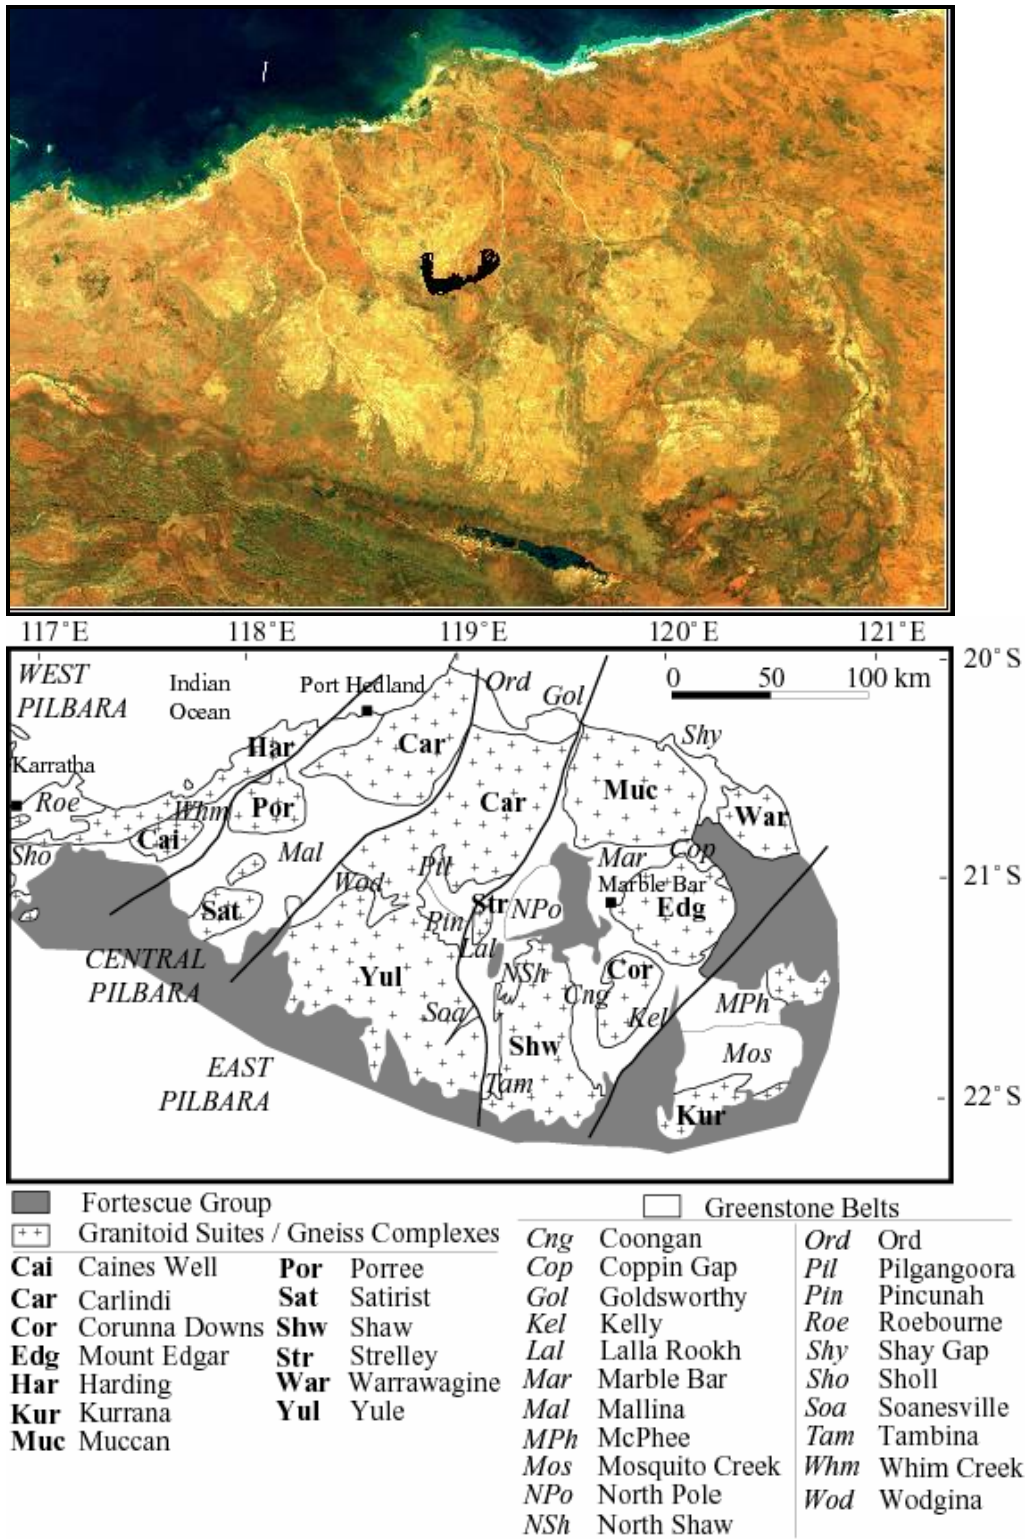 117˚E 118˚E 119˚E 120˚E 121˚E
20˚S
WEST
PILBARA
Indian
Ocean
Port Hedland
Ord
Gol
0 50 100 km
Har
Car
Shy
Karratha
Roe
Whm
Por
Car
Muc
War
Cai
Sho
Mal
Pil
Mar
Cop
21˚S
Wod
Marble Bar
Sat
Str
NPo
Edg
Pin
Lal
CENTRAL
PILBARA
Yul
NSh
Cor
Cng
MPh
Soa
Kel
Shw
Mos
EAST
PILBARA
Tam
22˚S
Kur
Fortescue Group
Granitoid Suites / Gneiss Complexes
Cai Caines Well
Car Carlindi
Cor Corunna Downs
Edg Mount Edgar
Har Harding
Kur Kurrana
Muc Muccan
Por Porree
Sat Satirist
Shw Shaw
Str Strelley
War Warrawagine
Yul Yule
Greenstone Belts
Cng Coongan
Cop Coppin Gap
Gol Goldsworthy
Kel Kelly
Lal Lalla Rookh
Mar Marble Bar
Mal Mallina
MPh McPhee
Mos Mosquito Creek
NPo North Pole
NSh North Shaw
Ord Ord
Pil Pilgangoora
Pin Pincunah
Roe Roebourne
Shy Shay Gap
Sho Sholl
Soa Soanesville
Tam Tambina
Whm Whim Creek
Wod Wodgina